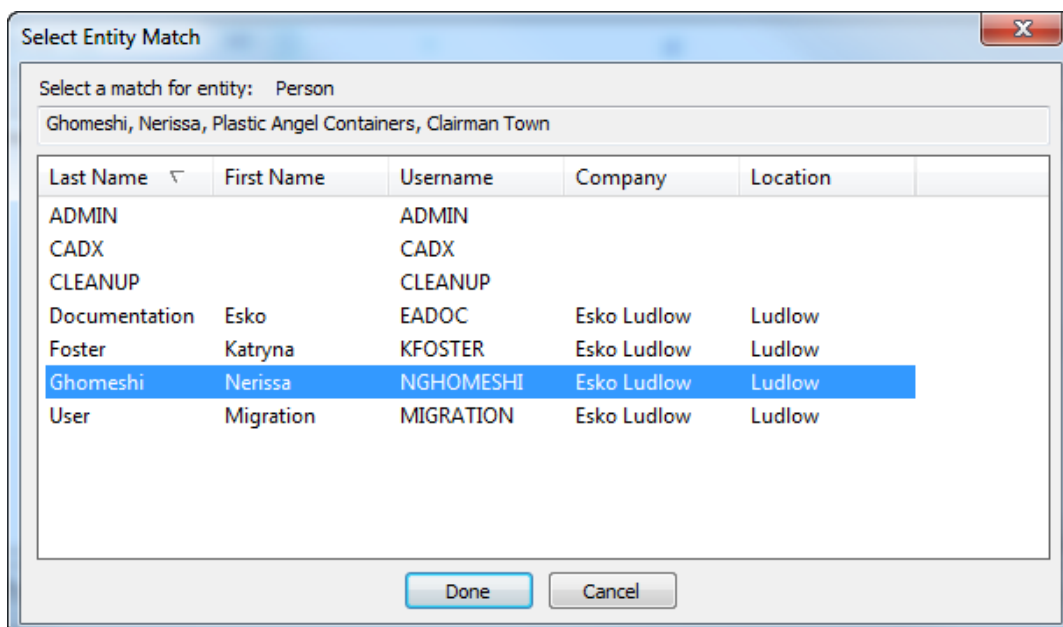 Select Entity Match
Select a match for entity: Person
Ghomeshi, Nerissa, Plastic Angel Containers, Clairman Town
Last Name First Name Username Company Location
ADMIN ADMIN
CADX CADX
CLEANUP CLEANUP
Documentation Esko EADOC Esko Ludlow Ludlow
Foster Katryna KFOSTER Esko Ludlow Ludlow
Ghomeshi Nerissa NGHOMESHI Esko Ludlow Ludlow
User Migration MIGRATION Esko Ludlow Ludlow
Done Cancel